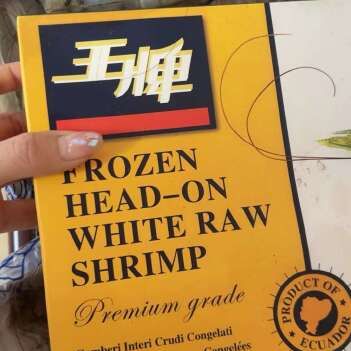 王牌
FROZEN
HEAD-ON
WHITE RAW
SHRIMP
Premium grade
Gamberi Interi Crudi Congelati
Congelées
PRODUCT OF
ECUADOR